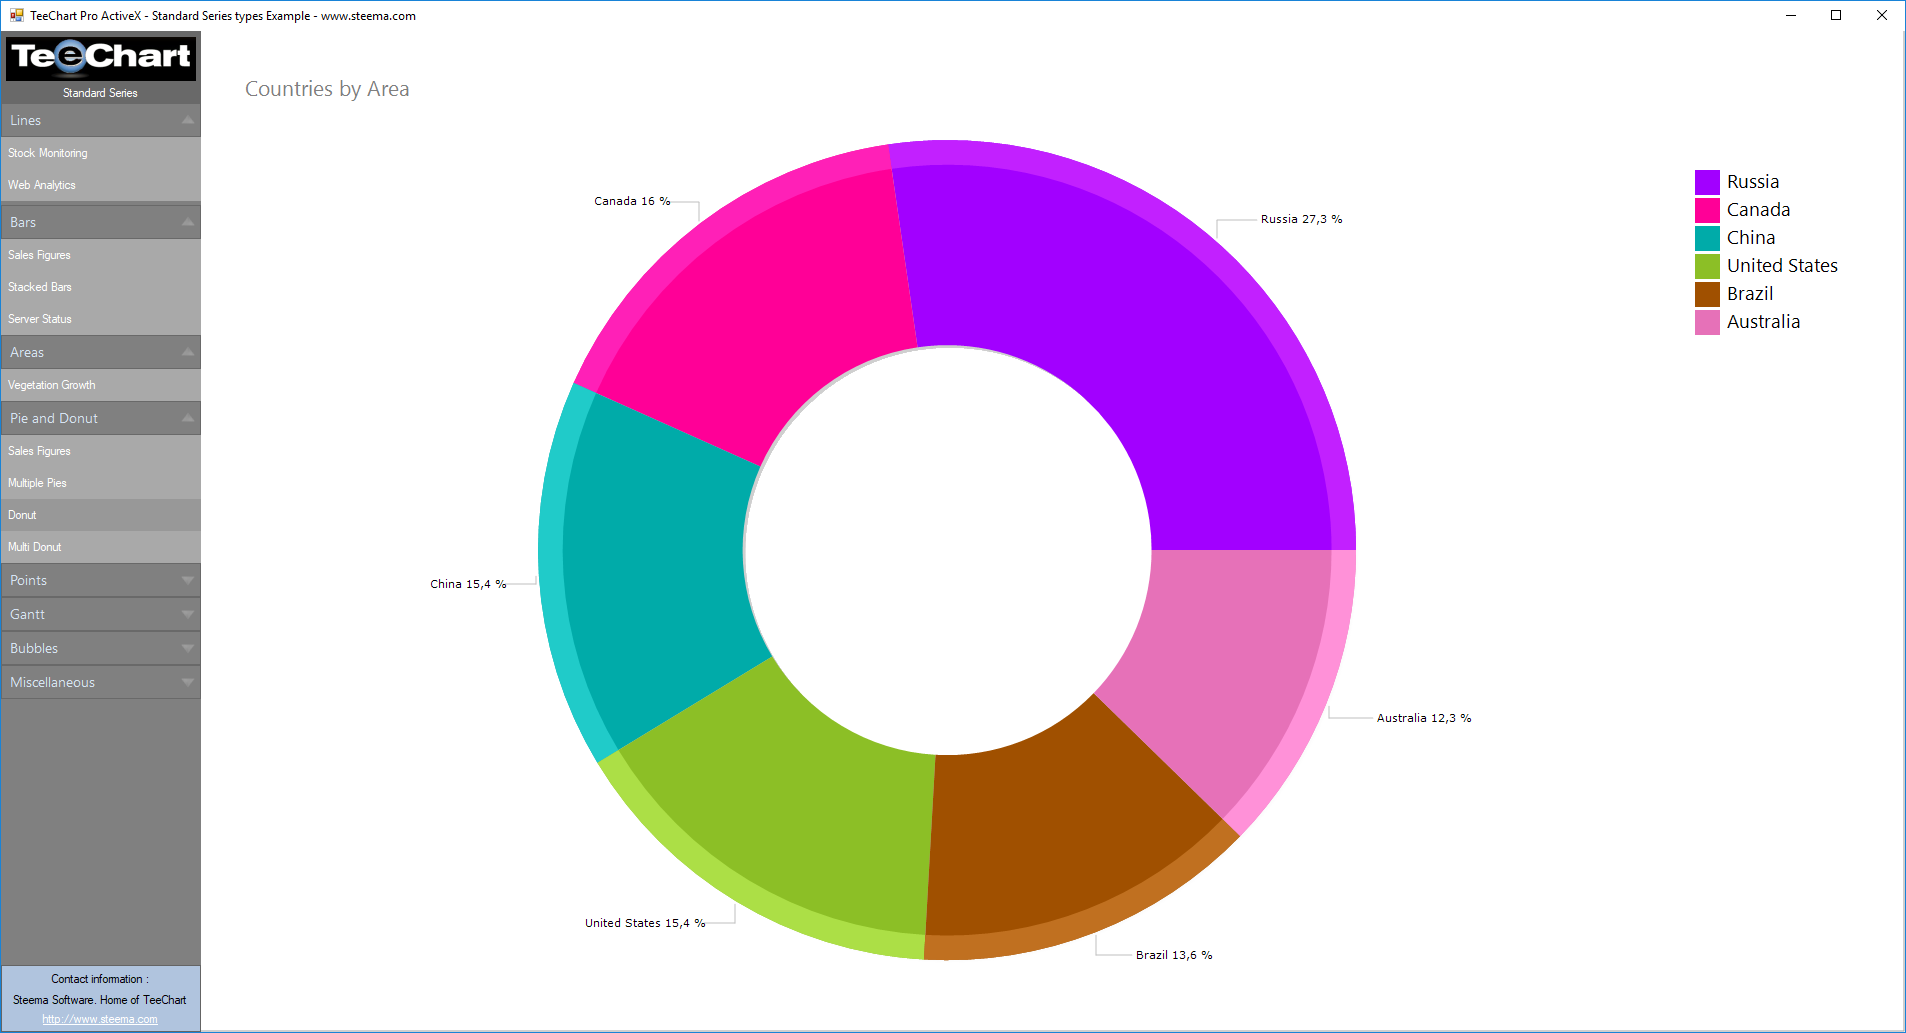 TeeChart Pro ActiveX - Standard Series types Example - www.steema.com
TeeChart
Standard Series
Lines
Stock Monitoring
Web Analytics
Bars
Sales Figures
Stacked Bars
Server Status
Areas
Vegetation Growth
Pie and Donut
Sales Figures
Multiple Pies
Donut
Multi Donut
Points
Gantt
Bubbles
Miscellaneous
Contact information :
Steema Software. Home of TeeChart
http://www.steema.com
Countries by Area
Canada 16 %
Russia 27,3 %
China 15,4 %
Australia 12,3 %
United States 15,4 %
Brazil 13,6 %
Russia
Canada
China
United States
Brazil
Australia